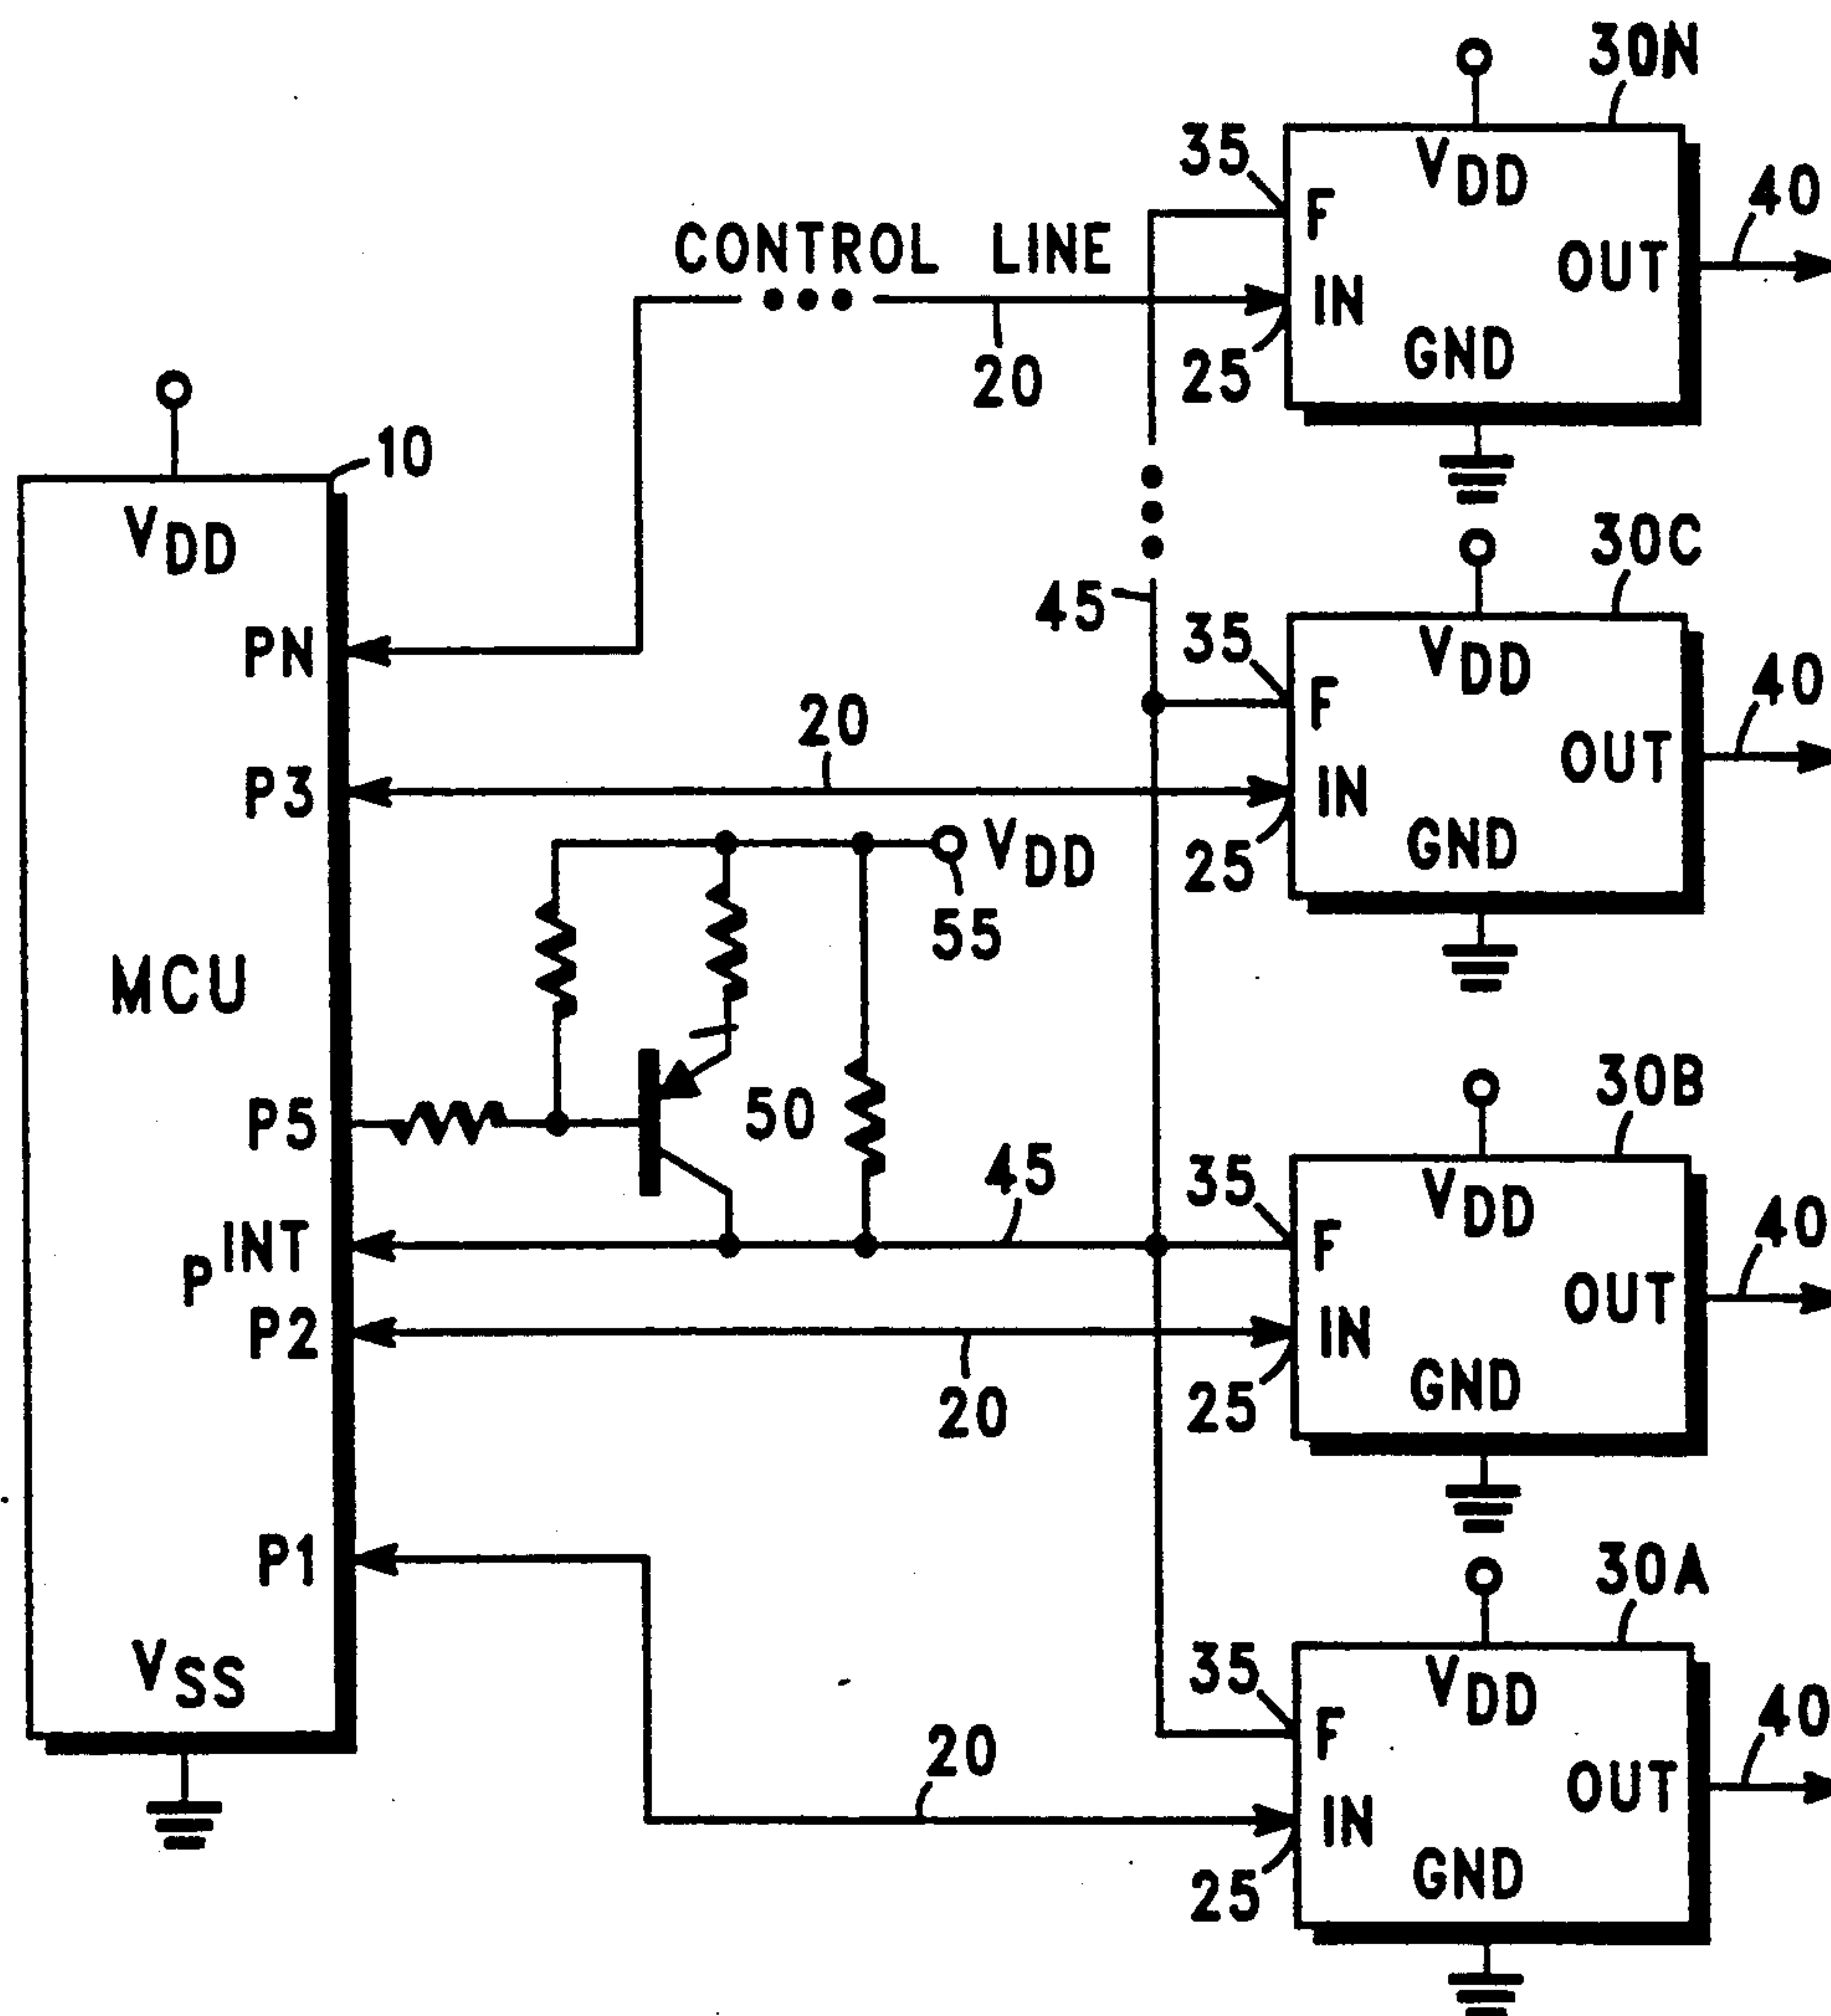 30N
35
VDD
40
F
CONTROL LINE
OUT
IN
20
25
GND
10
VDD
30C
45
35
VDD
40
PN
F
20
OUT
P3
IN
VDD
25
GND
55
MCU
30B
P5
50
45
35
VDD
40
PINT
F
OUT
P2
IN
20
25
GND
P1
30A
VSS
35
VDD
40
F
20
OUT
IN
25
GND